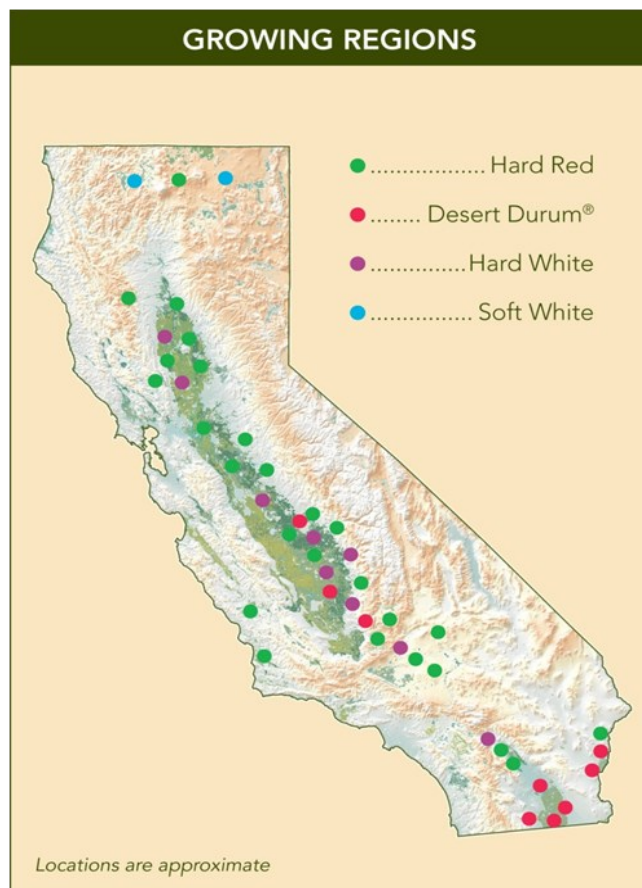 GROWING REGIONS
.................. Hard Red
........ Desert Durum®
................Hard White
................. Soft White
Locations are approximate